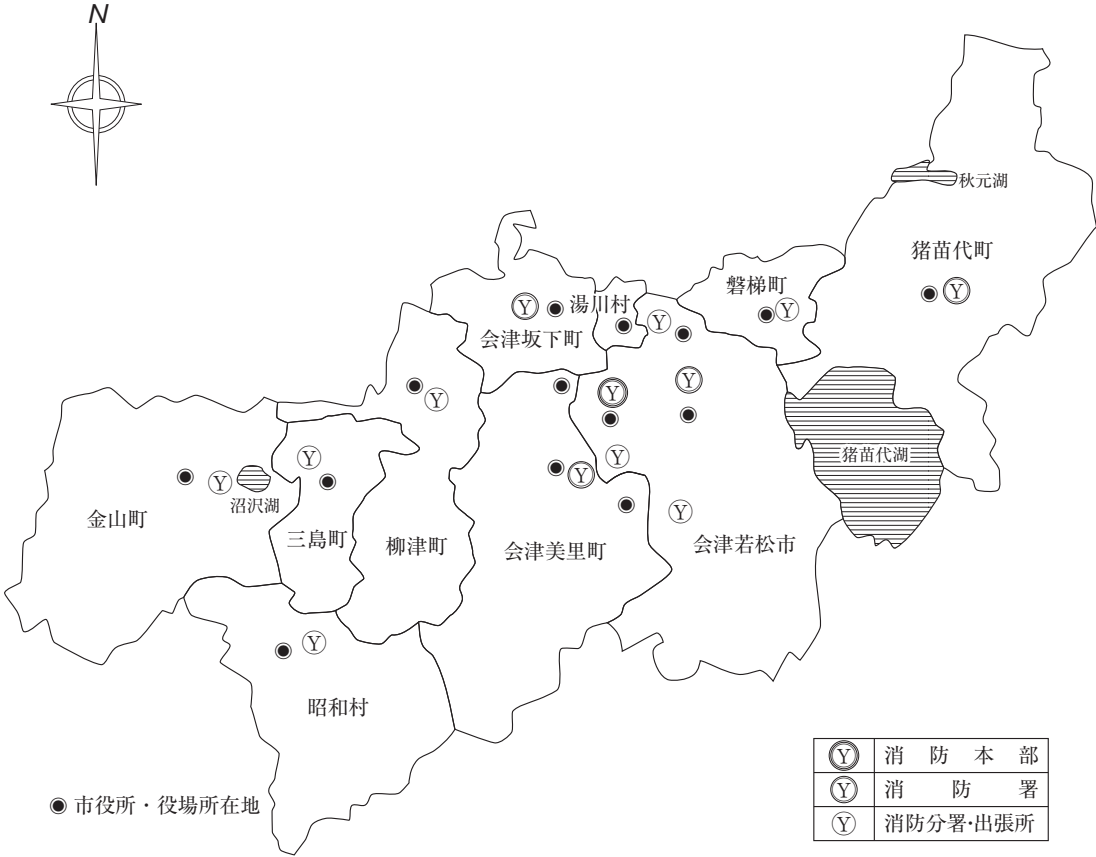 N
秋元湖
猪苗代町
Y
磐梯町
Y
湯川村
Y
Y
会津坂下町
Y
Y
Y
猪苗代湖
Y
Y
Y
Y
沼沢湖
Y
金山町
三島町
柳津町
会津美里町
会津若松市
Y
昭和村
Y 消防本部
Y 消防署
Y 消防分署・出張所
市役所・役場所在地